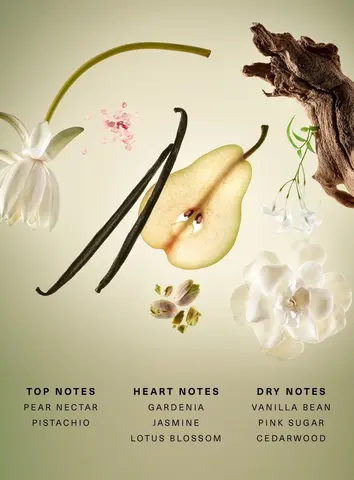 TOP NOTES
PEAR NECTAR
PISTACHIO
HEART NOTES
GARDENIA
JASMINE
LOTUS BLOSSOM
DRY NOTES
VANILLA BEAN
PINK SUGAR
CEDARWOOD